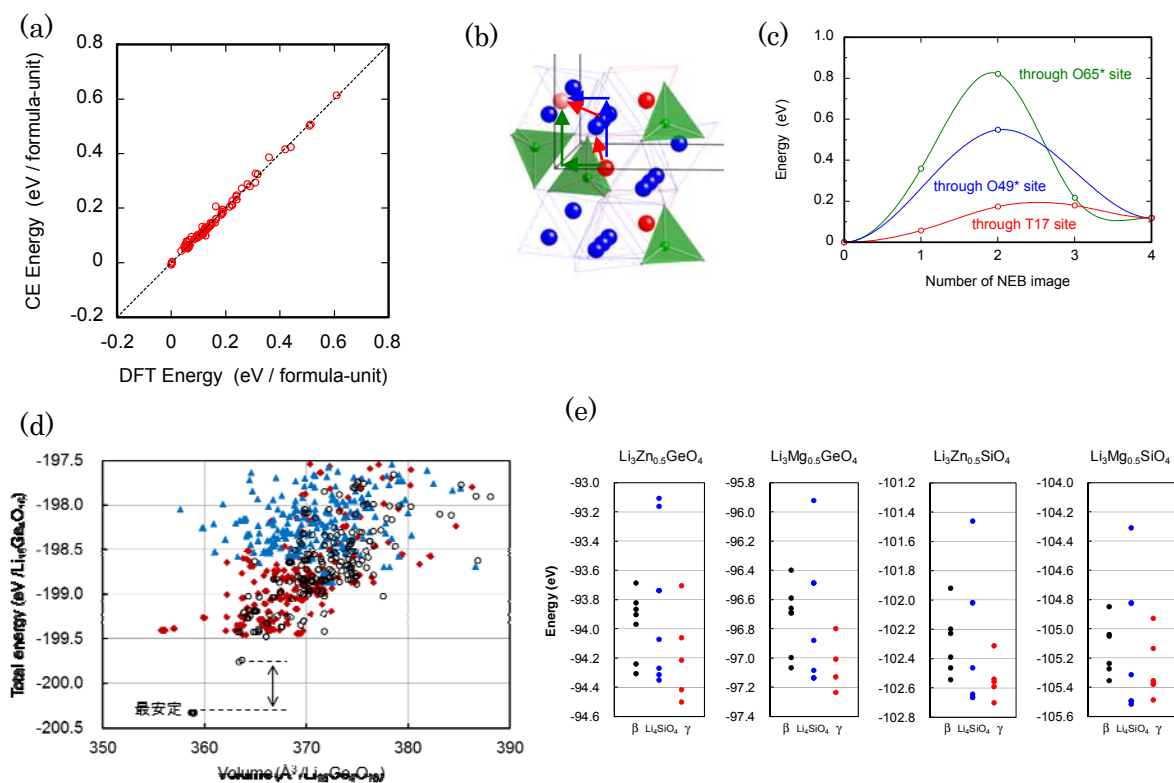 (a)
0.8
0.6
0.4
0.2
0
-0.2
-0.2 0 0.2 0.4 0.6 0.8
CE Energy (eV / formula-unit)
DFT Energy (eV / formula-unit)
(b)
(c)
1.0
0.8
0.6
0.4
0.2
0.0
Energy (eV)
through O65* site
through O49* site
through T17 site
0 1 2 3 4
Number of NEB image
(d)
-197.5
-198
-198.5
-199
-199.5
-200
-200.5
Total energy (eV
最安定
350 360 370 380 390
Volume (Å³
(e)
Li₃Zn₀.₅GeO₄
Energy (eV)
-93.0
-93.2
-93.4
-93.6
-93.8
-94.0
-94.2
-94.4
-94.6
β Li₄SiO₄ γ
Li₃Mg₀.₅GeO₄
-95.8
-96.0
-96.2
-96.4
-96.6
-96.8
-97.0
-97.2
-97.4
β Li₄SiO₄ γ
Li₃Zn₀.₅SiO₄
-101.2
-101.4
-101.6
-101.8
-102.0
-102.2
-102.4
-102.6
-102.8
β Li₄SiO₄ γ
Li₃Mg₀.₅SiO₄
-104.0
-104.2
-104.4
-104.6
-104.8
-105.0
-105.2
-105.4
-105.6
β Li₄SiO₄ γ